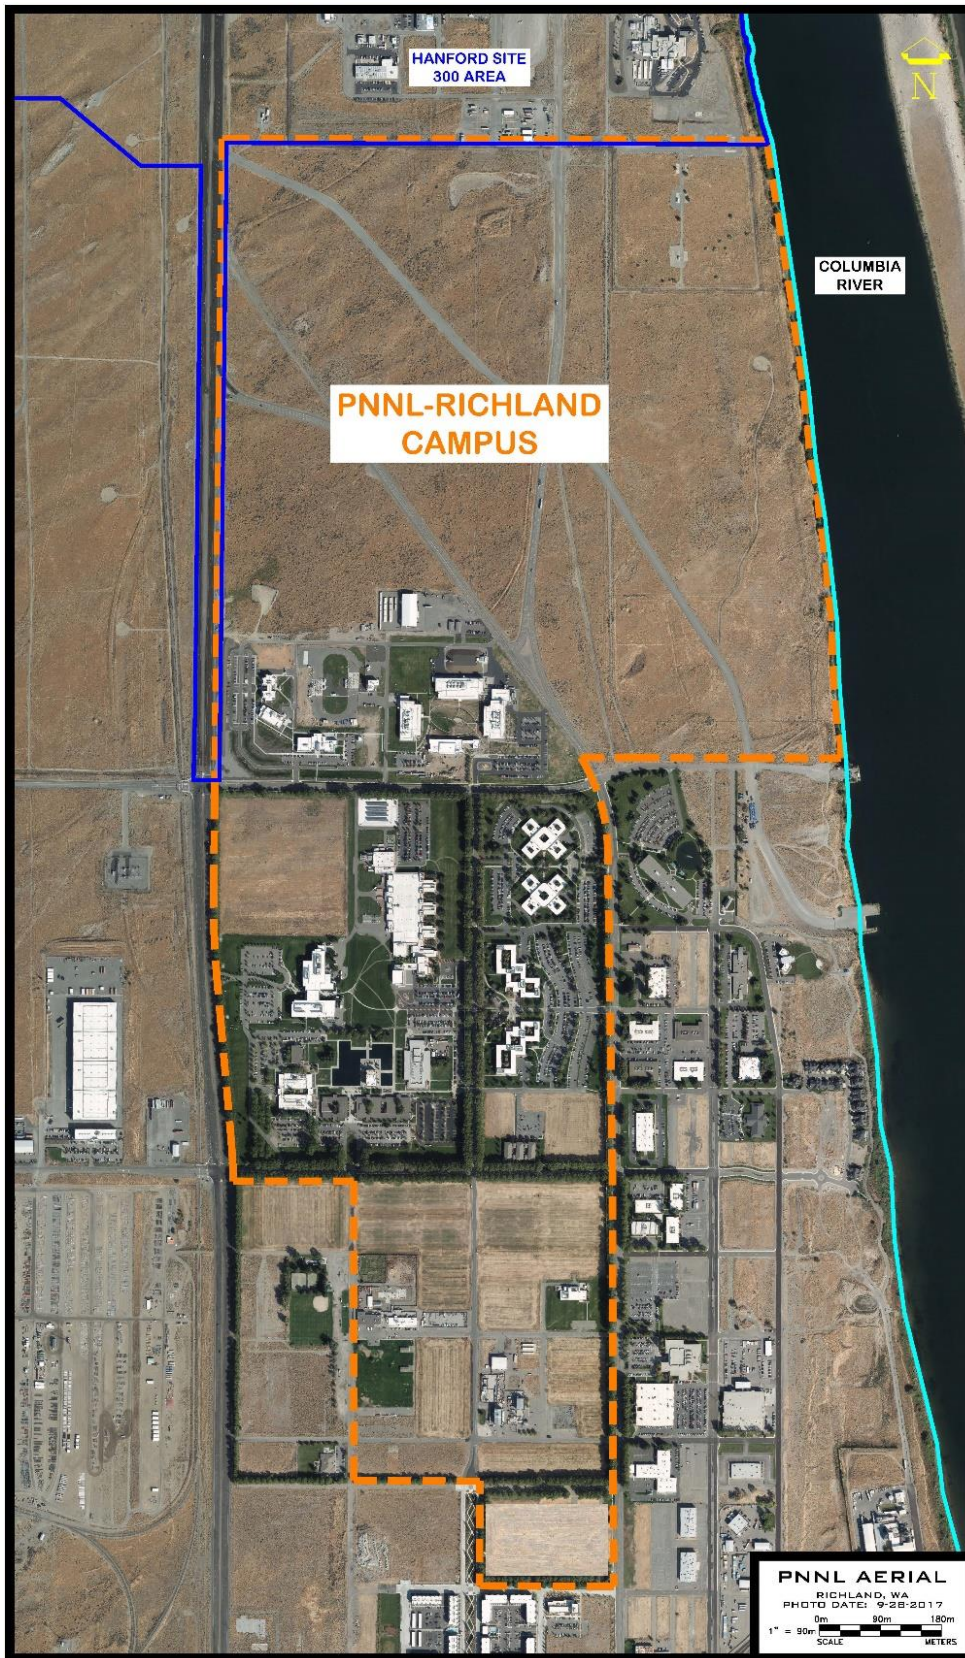 HANFORD SITE
300 AREA
N
COLUMBIA
RIVER
PNNL-RICHLAND
CAMPUS
PNNL AERIAL
RICHLAND, WA
PHOTO DATE: 9-28-2017
0m 90m 180m
1" = 90m
SCALE METERS